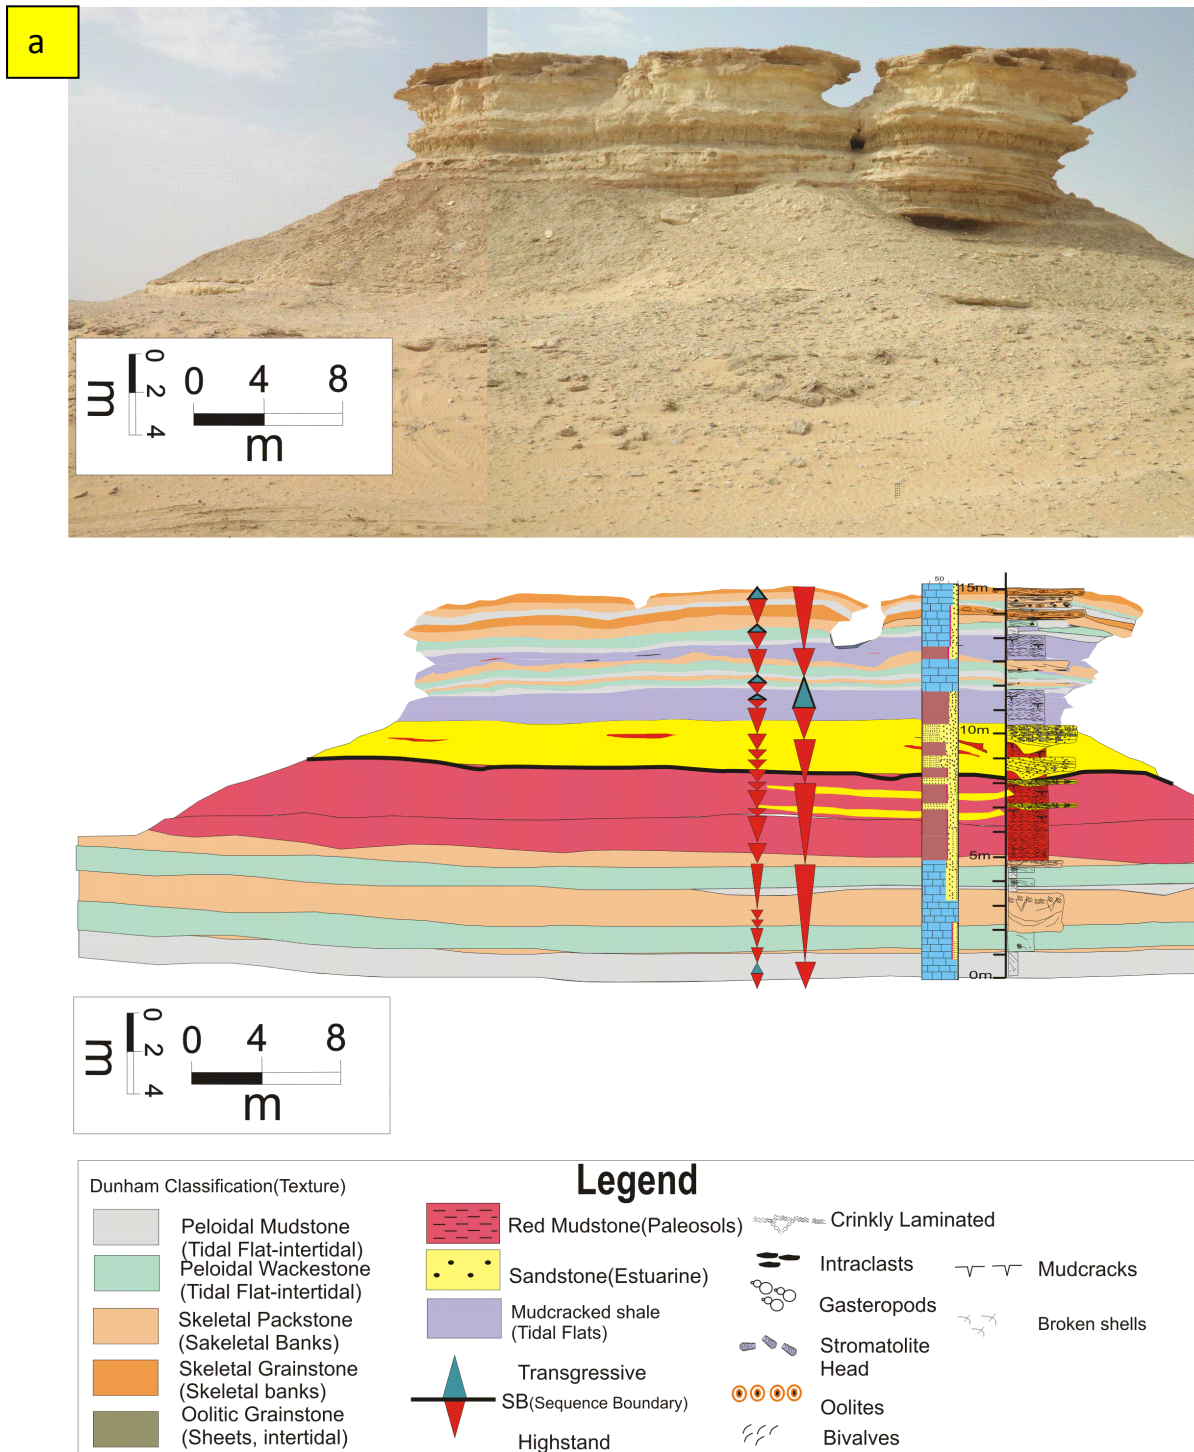 a
0
2
4
m
0 4 8
m
50
15m
10m
5m
0m
0
2
4
m
0 4 8
m
Legend
Dunham Classification(Texture)
Peloidal Mudstone
(Tidal Flat-intertidal)
Peloidal Wackestone
(Tidal Flat-intertidal)
Skeletal Packstone
(Sakeletal Banks)
Skeletal Grainstone
(Skeletal banks)
Oolitic Grainstone
(Sheets, intertidal)
Red Mudstone(Paleosols)
Sandstone(Estuarine)
Mudcracked shale
(Tidal Flats)
Transgressive
SB(Sequence Boundary)
Highstand
Crinkly Laminated
Intraclasts
Gasteropods
Stromatolite
Head
Oolites
Bivalves
Mudcracks
Broken shells